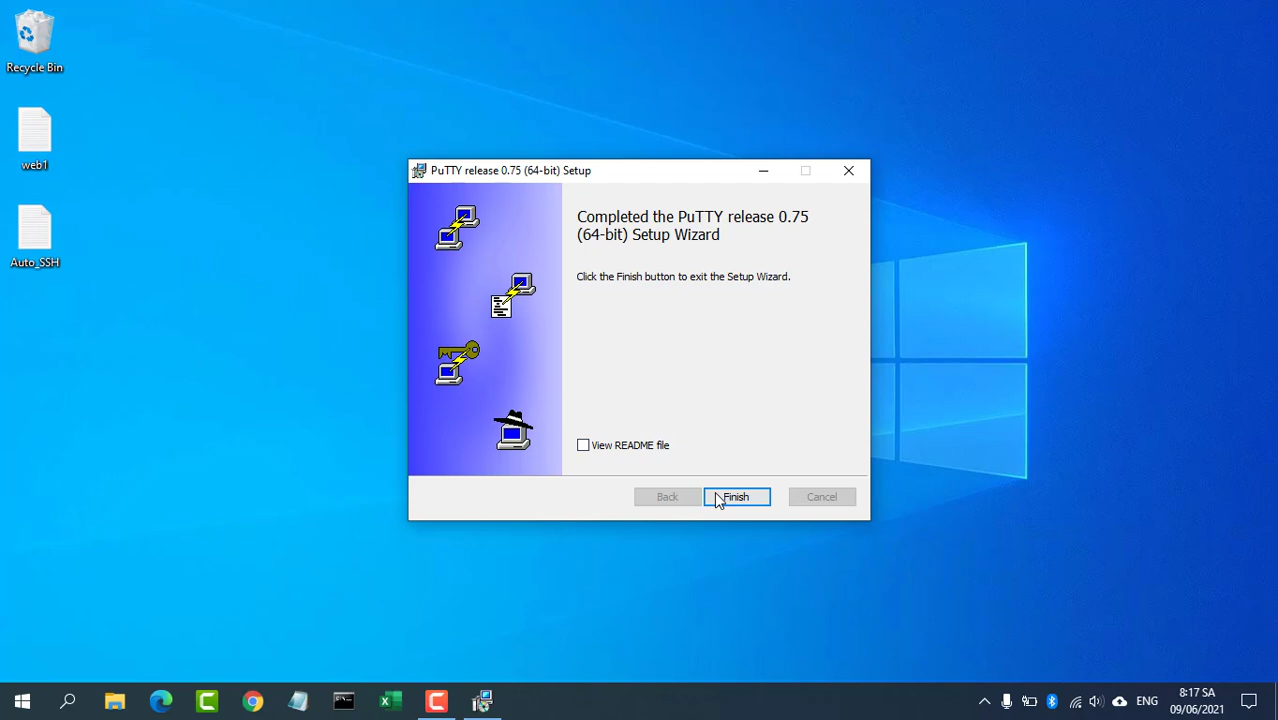 Recycle Bin
web1
Auto_SSH
PuTTY release 0.75 (64-bit) Setup
Completed the PuTTY release 0.75
(64-bit) Setup Wizard
Click the Finish button to exit the Setup Wizard.
View README file
Back
Finish
Cancel
ENG
8:17 SA
09/06/2021